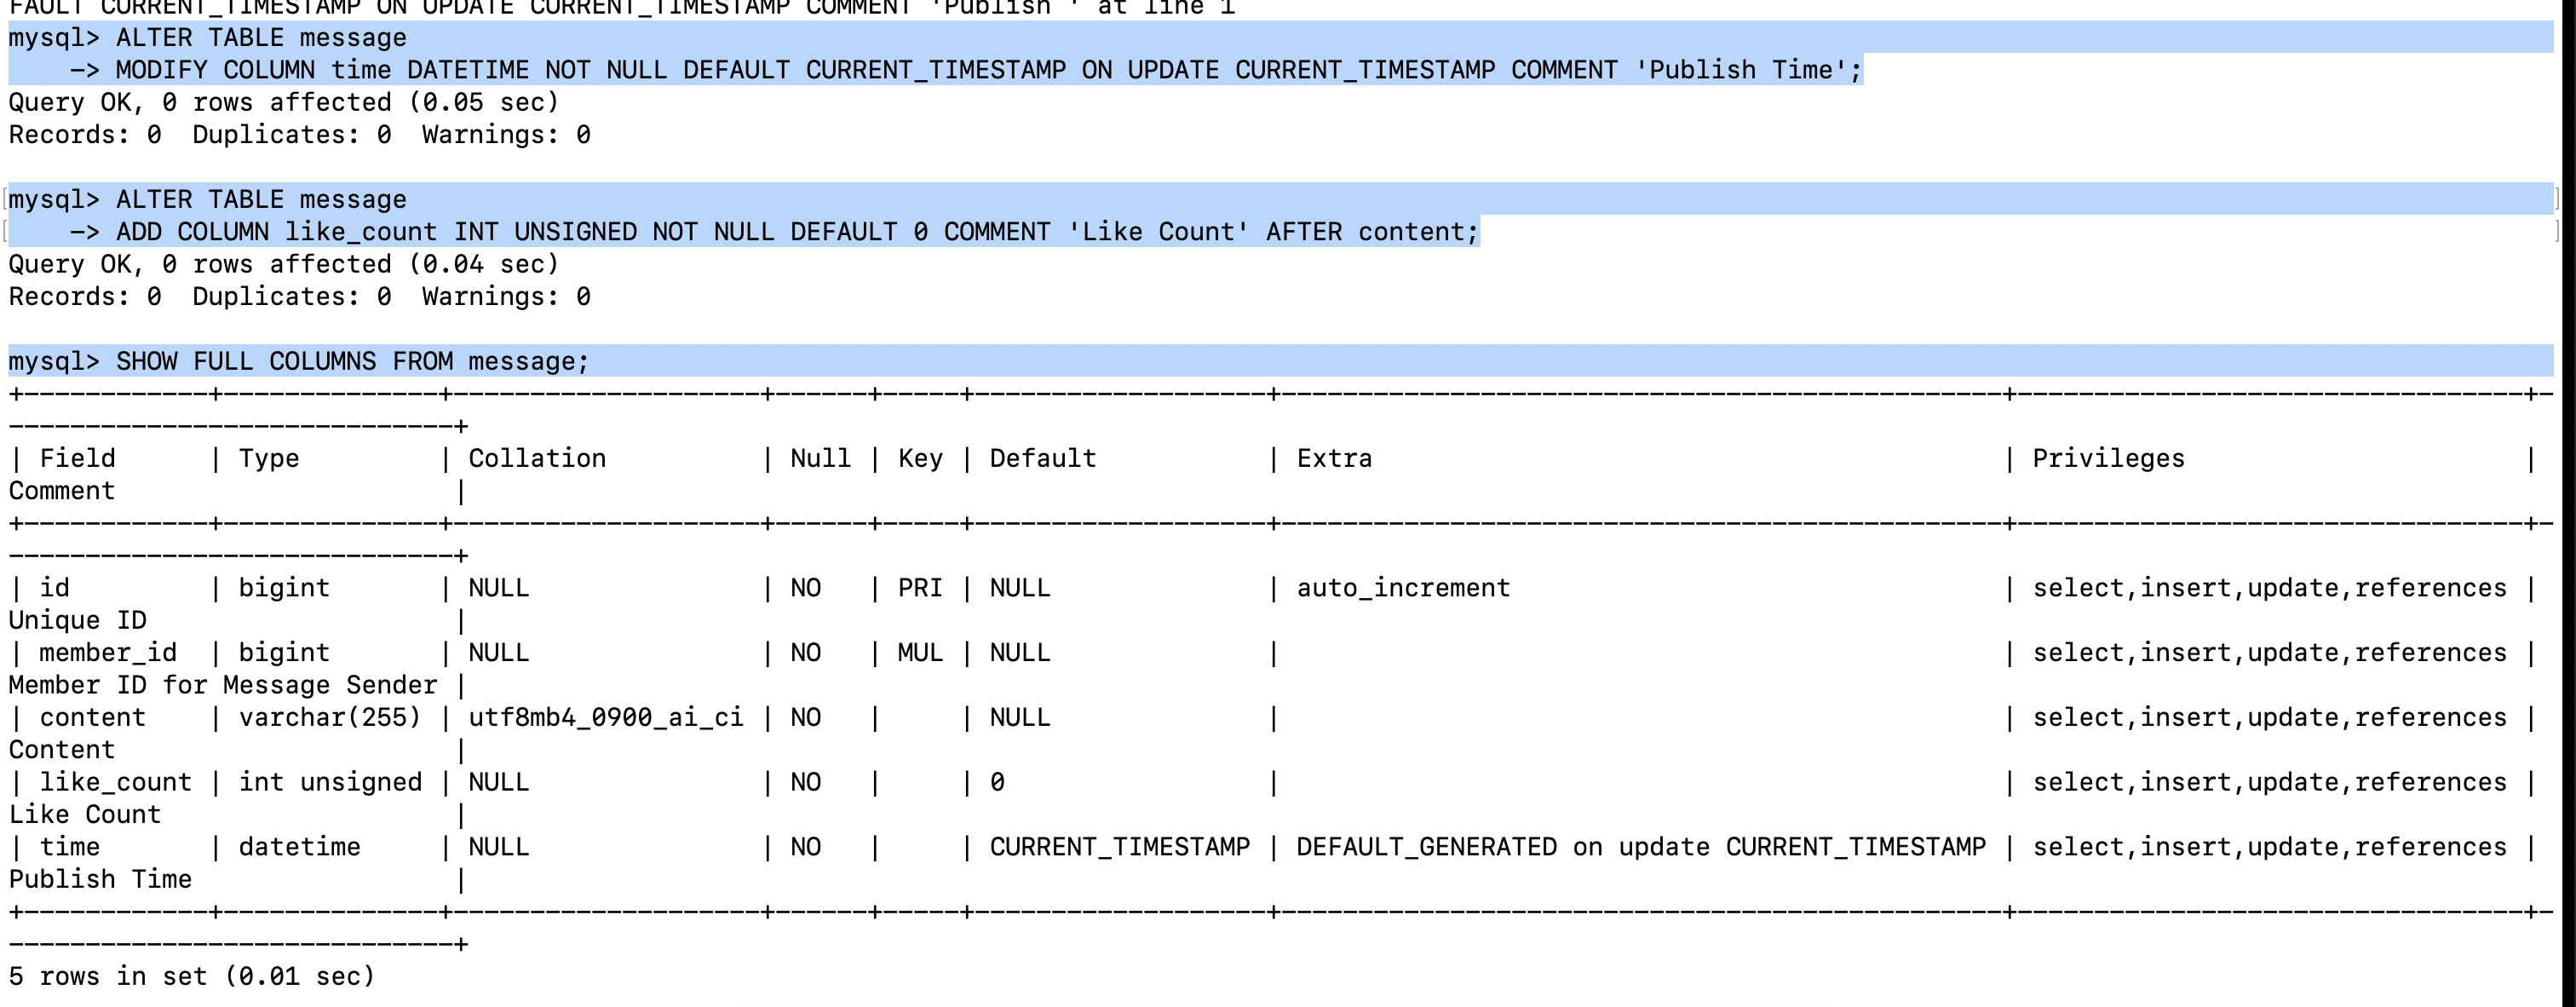 FAULT CURRENT_TIMESTAMP ON UPDATE CURRENT_TIMESTAMP COMMENT 'Publish ' at line 1
mysql> ALTER TABLE message
    -> MODIFY COLUMN time DATETIME NOT NULL DEFAULT CURRENT_TIMESTAMP ON UPDATE CURRENT_TIMESTAMP COMMENT 'Publish Time';
Query OK, 0 rows affected (0.05 sec)
Records: 0  Duplicates: 0  Warnings: 0

[mysql> ALTER TABLE message ]
[    -> ADD COLUMN like_count INT UNSIGNED NOT NULL DEFAULT 0 COMMENT 'Like Count' AFTER content; ]
Query OK, 0 rows affected (0.04 sec)
Records: 0  Duplicates: 0  Warnings: 0

mysql> SHOW FULL COLUMNS FROM message;
+------------+--------------+--------------------+------+-----+-------------------+-----------------------------------------------+---------------------------------+-
-----------------------------+
| Field      | Type         | Collation          | Null | Key | Default           | Extra                                         | Privileges                      |
Comment                      |
+------------+--------------+--------------------+------+-----+-------------------+-----------------------------------------------+---------------------------------+-
-----------------------------+
| id         | bigint       | NULL               | NO   | PRI | NULL              | auto_increment                                | select,insert,update,references |
Unique ID                    |
| member_id  | bigint       | NULL               | NO   | MUL | NULL              |                                               | select,insert,update,references |
Member ID for Message Sender |
| content    | varchar(255) | utf8mb4_0900_ai_ci | NO   |     | NULL              |                                               | select,insert,update,references |
Content                      |
| like_count | int unsigned | NULL               | NO   |     | 0                 |                                               | select,insert,update,references |
Like Count                   |
| time       | datetime     | NULL               | NO   |     | CURRENT_TIMESTAMP | DEFAULT_GENERATED on update CURRENT_TIMESTAMP | select,insert,update,references |
Publish Time                 |
+------------+--------------+--------------------+------+-----+-------------------+-----------------------------------------------+---------------------------------+-
-----------------------------+
5 rows in set (0.01 sec)